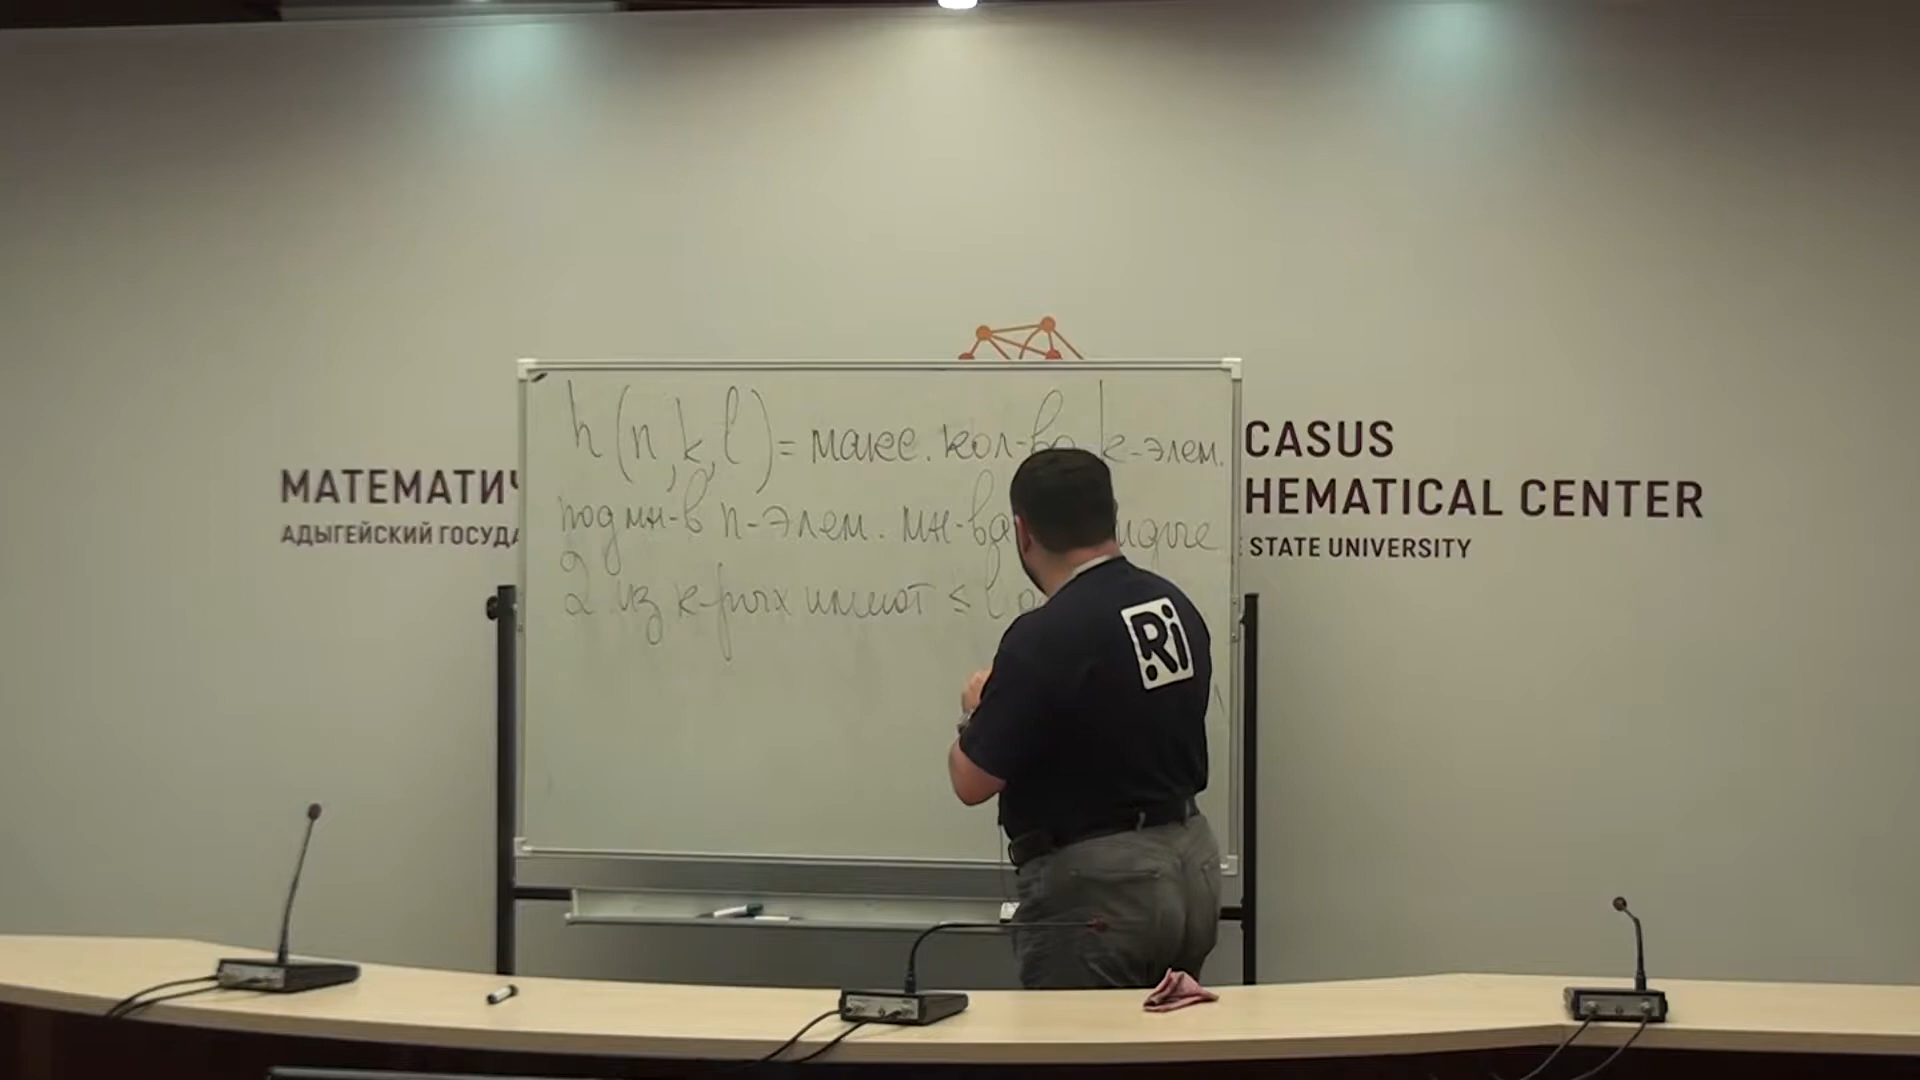 h(n,k,l) = макс. кол-во k-элем.
подмн-в n-элем. мн-ва
2 из к-рых имеют ≤ l
МАТЕМАТИЧ
АДЫГЕЙСКИЙ ГОСУДА
CASUS
HEMATICAL CENTER
STATE UNIVERSITY
Ri